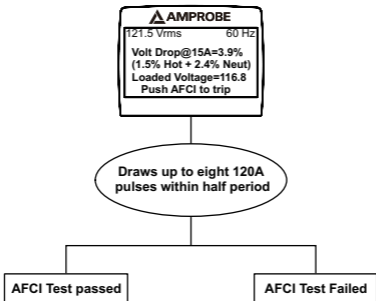 AMPROBE
121.5 Vrms 60 Hz
Volt Drop@15A=3.9%
(1.5% Hot + 2.4% Neut)
Loaded Voltage=116.8
Push AFCI to trip
Draws up to eight 120A
pulses within half period
AFCI Test passed AFCI Test Failed